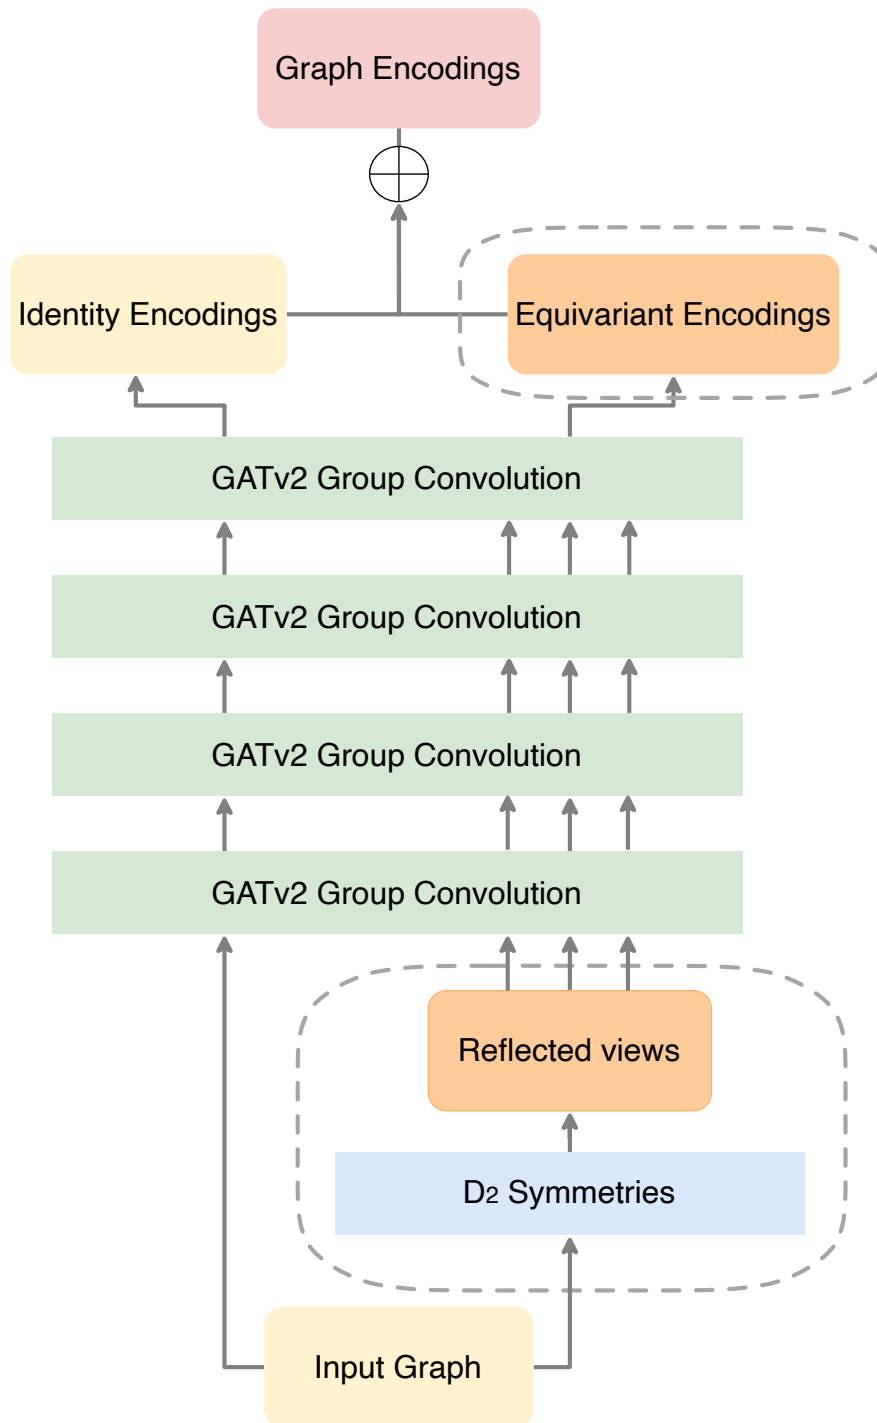 Graph Encodings
Identity Encodings
Equivariant Encodings
GATv2 Group Convolution
GATv2 Group Convolution
GATv2 Group Convolution
GATv2 Group Convolution
Reflected views
D2 Symmetries
Input Graph